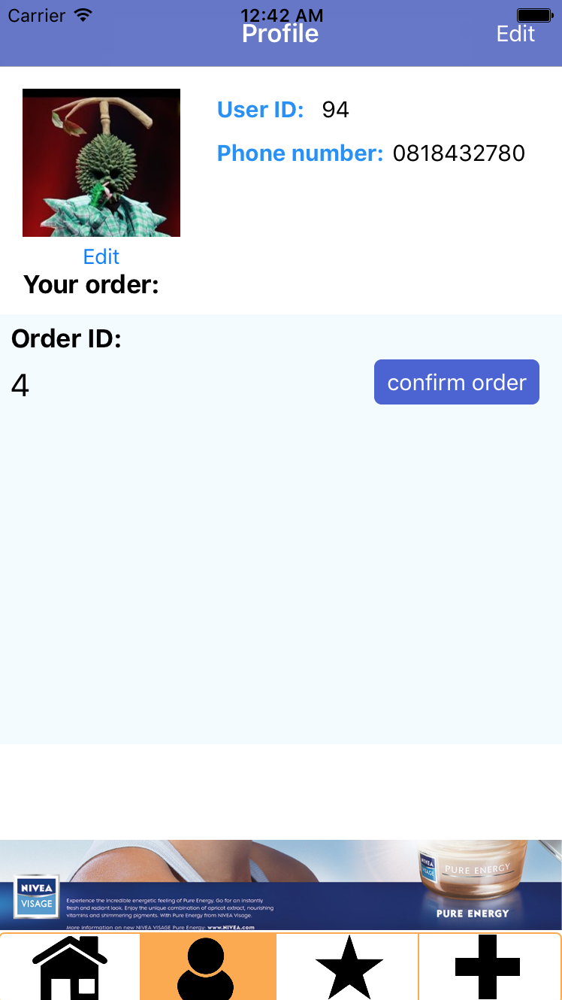 Carrier 12:42 AM
Profile Edit
User ID: 94
Phone number: 0818432780
Edit
Your order:
Order ID:
4 confirm order
NIVEA
VISAGE
Experience the incredible energetic feeling of Pure Energy. Go for an instantly
fresh and radiant look. Enjoy the unique combination of apricot extract, nourishing
vitamins and shimmering pigments. With Pure Energy from NIVEA Visage.
More information on new NIVEA VISAGE Pure Energy: www.NIVEA.com
NIVEA
VISAGE
PURE ENERGY
PURE ENERGY